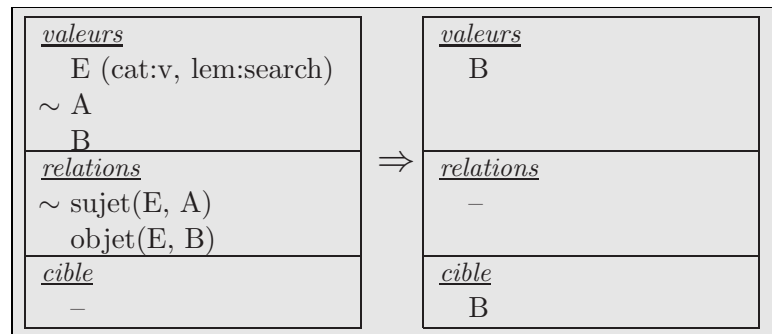 valeurs
E (cat:v, lem:search)
∼ A
B
relations
∼ sujet(E, A)
objet(E, B)
cible
–
⇒
valeurs
B
relations
–
cible
B